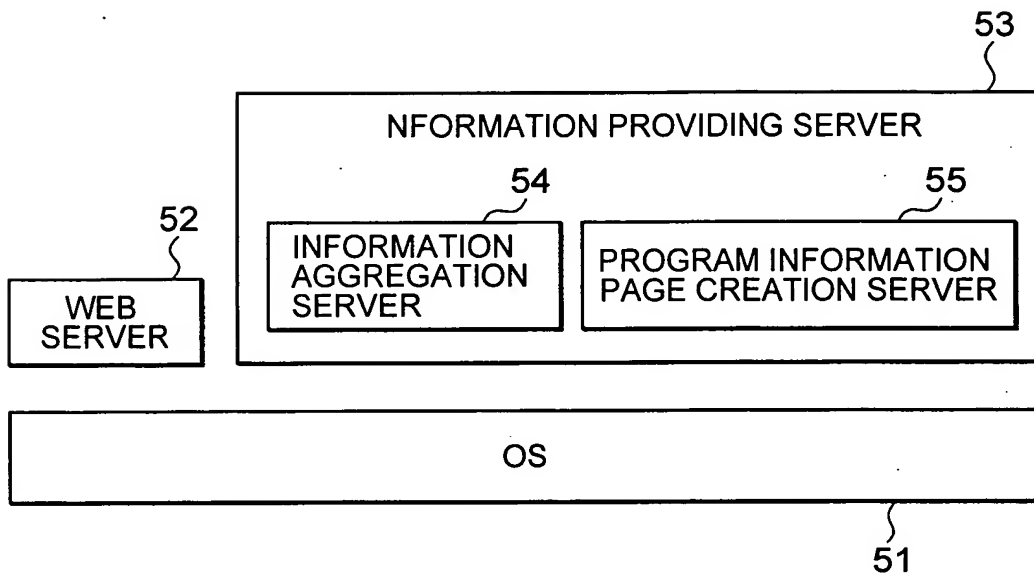 53
NFORMATION PROVIDING SERVER
54
55
52
INFORMATION
AGGREGATION
SERVER
PROGRAM INFORMATION
PAGE CREATION SERVER
WEB
SERVER
OS
51